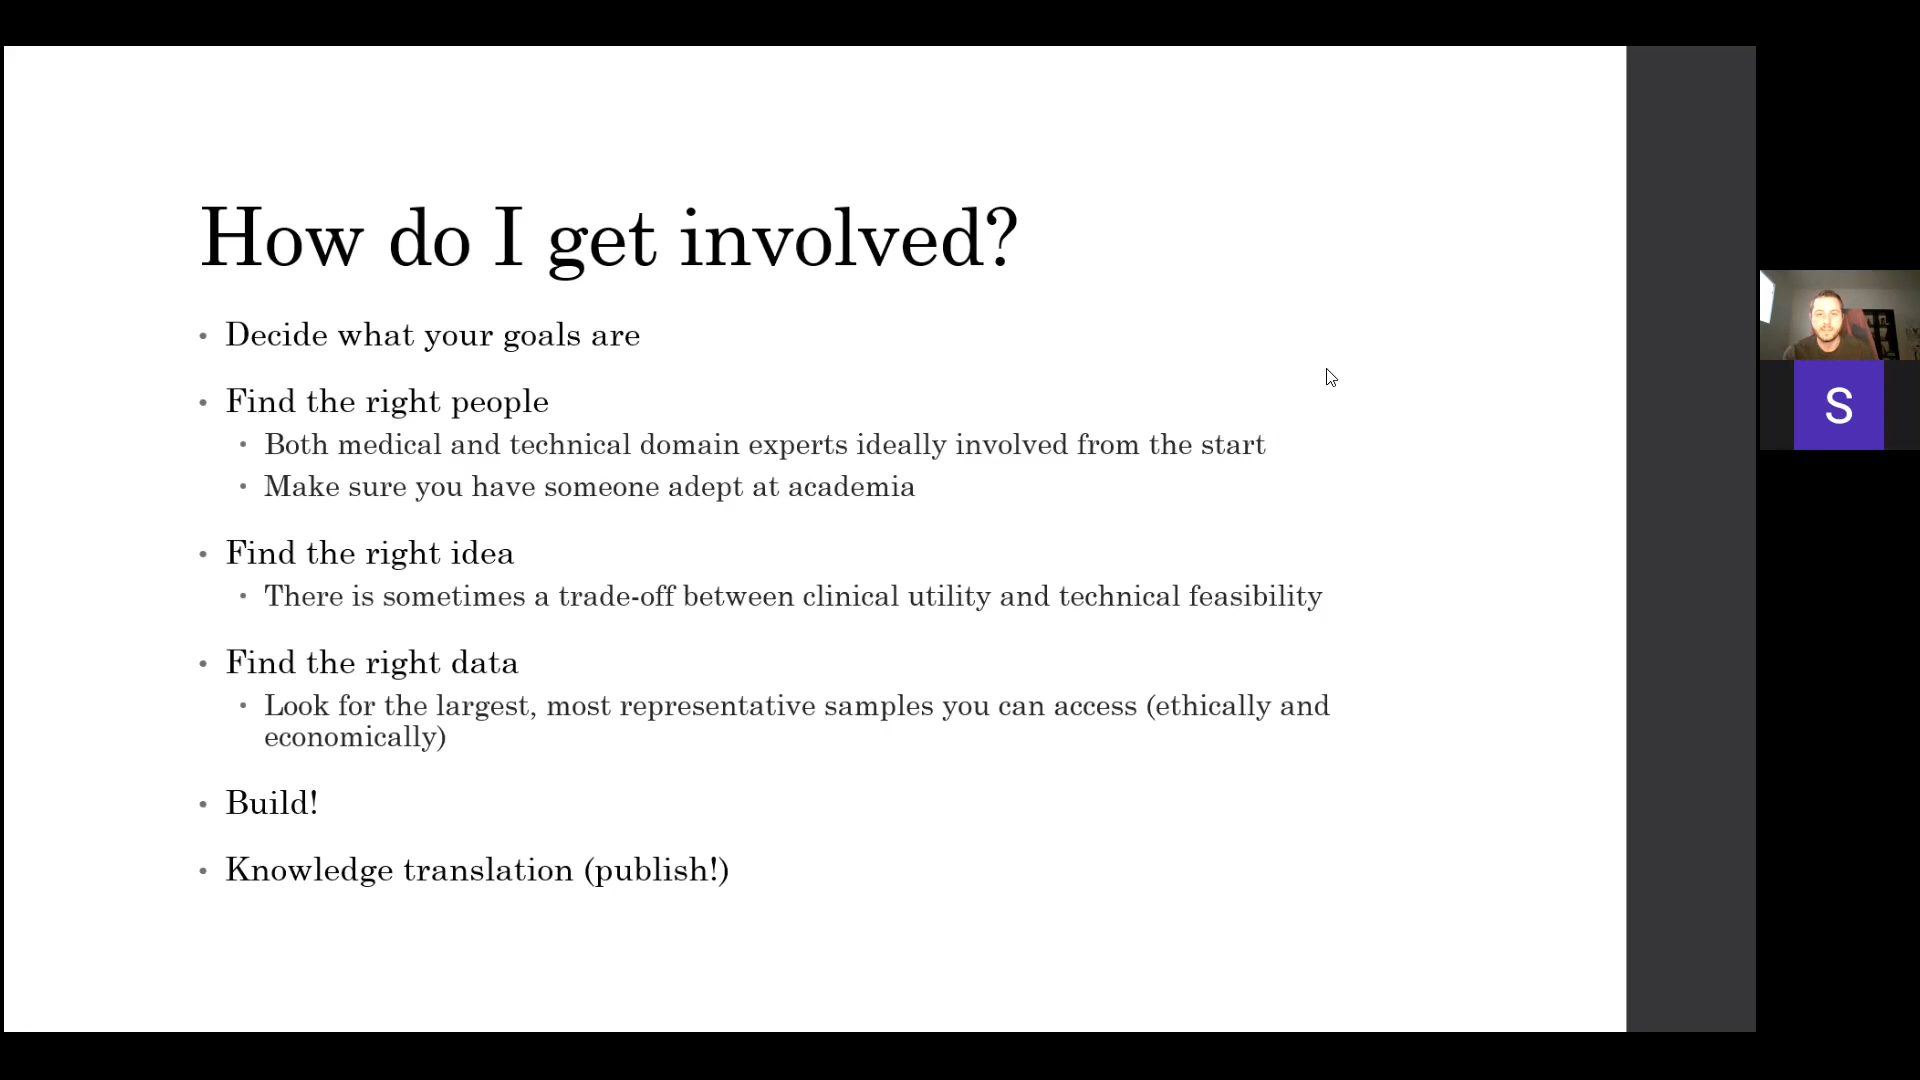 How do I get involved?
• Decide what your goals are
• Find the right people
• Both medical and technical domain experts ideally involved from the start
• Make sure you have someone adept at academia
• Find the right idea
• There is sometimes a trade-off between clinical utility and technical feasibility
• Find the right data
• Look for the largest, most representative samples you can access (ethically and
economically)
• Build!
• Knowledge translation (publish!)
S